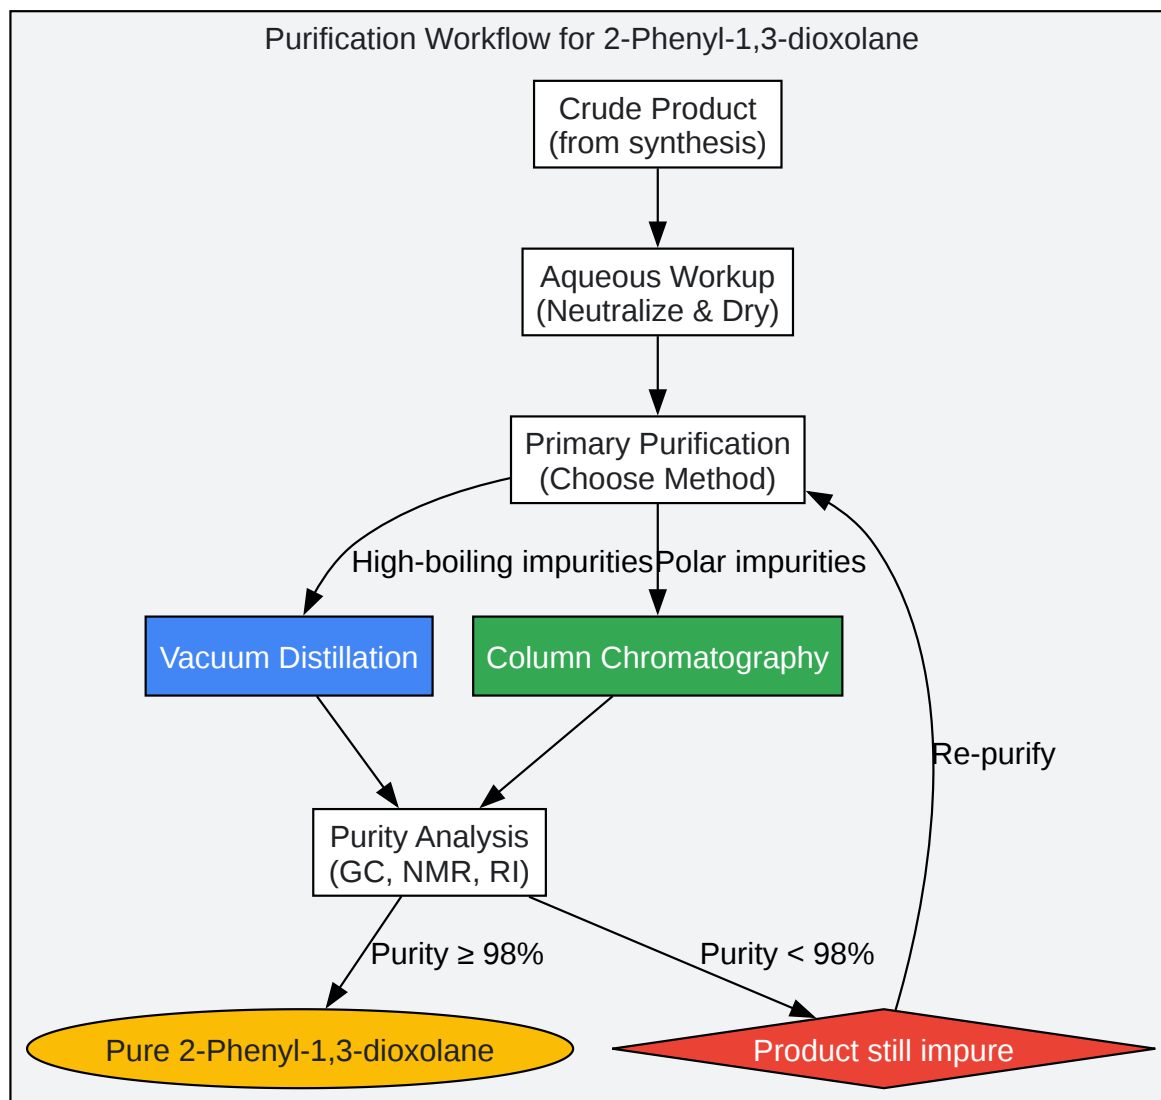 Purification Workflow for 2-Phenyl-1,3-dioxolane
Crude Product
(from synthesis)
Aqueous Workup
(Neutralize & Dry)
Primary Purification
(Choose Method)
High-boiling impurities
Polar impurities
Vacuum Distillation
Column Chromatography
Re-purify
Purity Analysis
(GC, NMR, RI)
Purity ≥ 98%
Purity < 98%
Pure 2-Phenyl-1,3-dioxolane
Product still impure